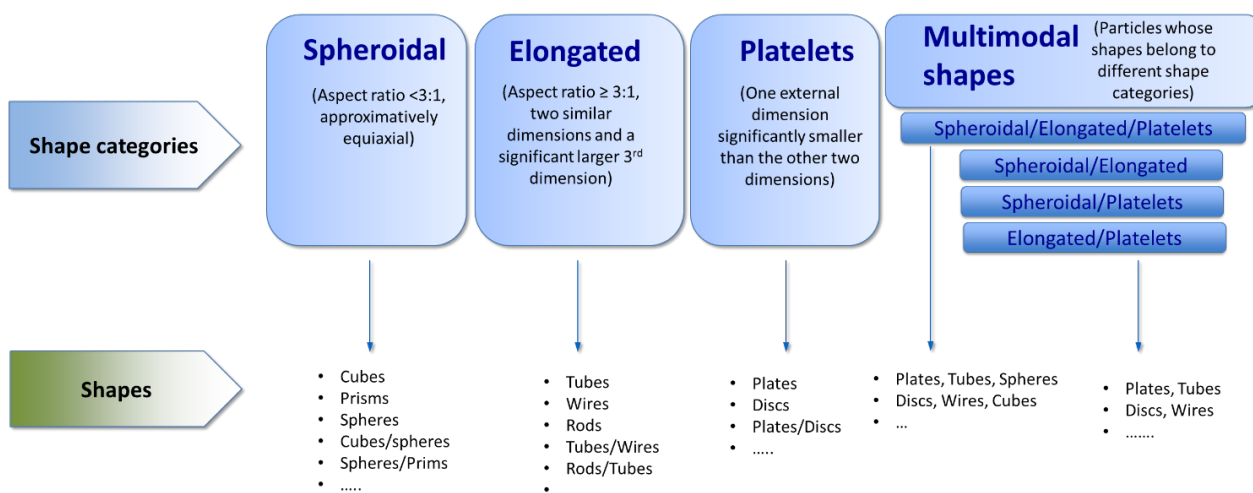 Spheroidal
(Aspect ratio <3:1,
approximatively
equiaxial)
Elongated
(Aspect ratio ≥ 3:1,
two similar
dimensions and a
significant larger 3rd
dimension)
Platelets
(One external
dimension
significantly smaller
than the other two
dimensions)
Multimodal
shapes
(Particles whose
shapes belong to
different shape
categories)
Spheroidal/Elongated/Platelets
Spheroidal/Elongated
Spheroidal/Platelets
Elongated/Platelets
Shape categories
Shapes
• Cubes
• Prisms
• Spheres
• Cubes/spheres
• Spheres/Prims
• .....
• Tubes
• Wires
• Rods
• Tubes/Wires
• Rods/Tubes
•
• Plates
• Discs
• Plates/Discs
• .....
• Plates, Tubes, Spheres
• Discs, Wires, Cubes
• ...
• Plates, Tubes
• Discs, Wires
• .......